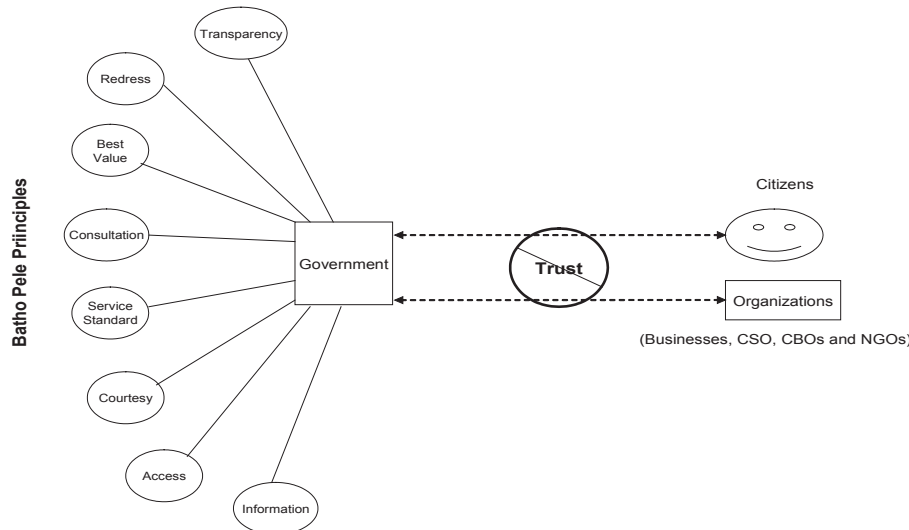 Transparency
Redress
Best
Value
Consultation
Service
Standard
Courtesy
Access
Information
Batho Pele Priinciples
Government
Trust
Citizens
Organizations
(Businesses, CSO, CBOs and NGOs)